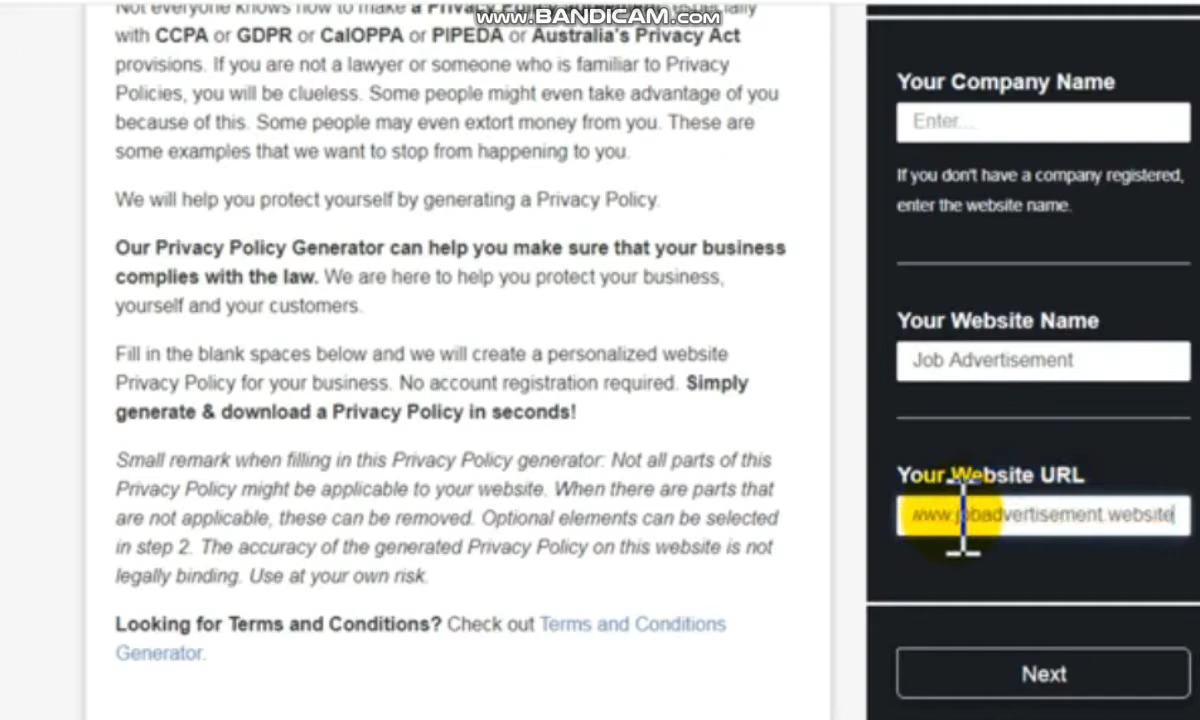 Not everyone knows how to make a Privacy Policy
www.BANDICAM.com
with CCPA or GDPR or CalOPPA or PIPEDA or Australia's Privacy Act
provisions. If you are not a lawyer or someone who is familiar to Privacy
Policies, you will be clueless. Some people might even take advantage of you
because of this. Some people may even extort money from you. These are
some examples that we want to stop from happening to you.
We will help you protect yourself by generating a Privacy Policy.
Our Privacy Policy Generator can help you make sure that your business
complies with the law. We are here to help you protect your business,
yourself and your customers.
Fill in the blank spaces below and we will create a personalized website
Privacy Policy for your business. No account registration required. Simply
generate & download a Privacy Policy in seconds!
Small remark when filling in this Privacy Policy generator: Not all parts of this
Privacy Policy might be applicable to your website. When there are parts that
are not applicable, these can be removed. Optional elements can be selected
in step 2. The accuracy of the generated Privacy Policy on this website is not
legally binding. Use at your own risk.
Looking for Terms and Conditions? Check out Terms and Conditions
Generator.
Your Company Name
Enter...
If you don't have a company registered,
enter the website name.
Your Website Name
Job Advertisement
Your Website URL
www.jobadvertisement.website
Next